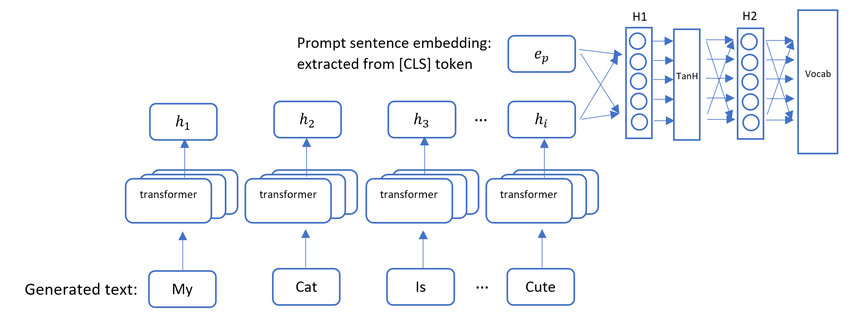 H1
H2
Prompt sentence embedding:
extracted from [CLS] token
e_p
TanH
Vocab
h_1
h_2
h_3
...
h_i
transformer
transformer
transformer
transformer
Generated text:
My
Cat
Is
...
Cute